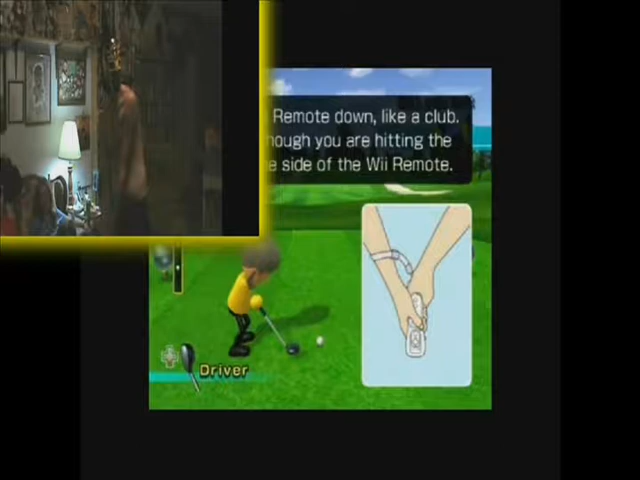 Remote down, like a club.
hough you are hitting the
e side of the Wii Remote.
Driver